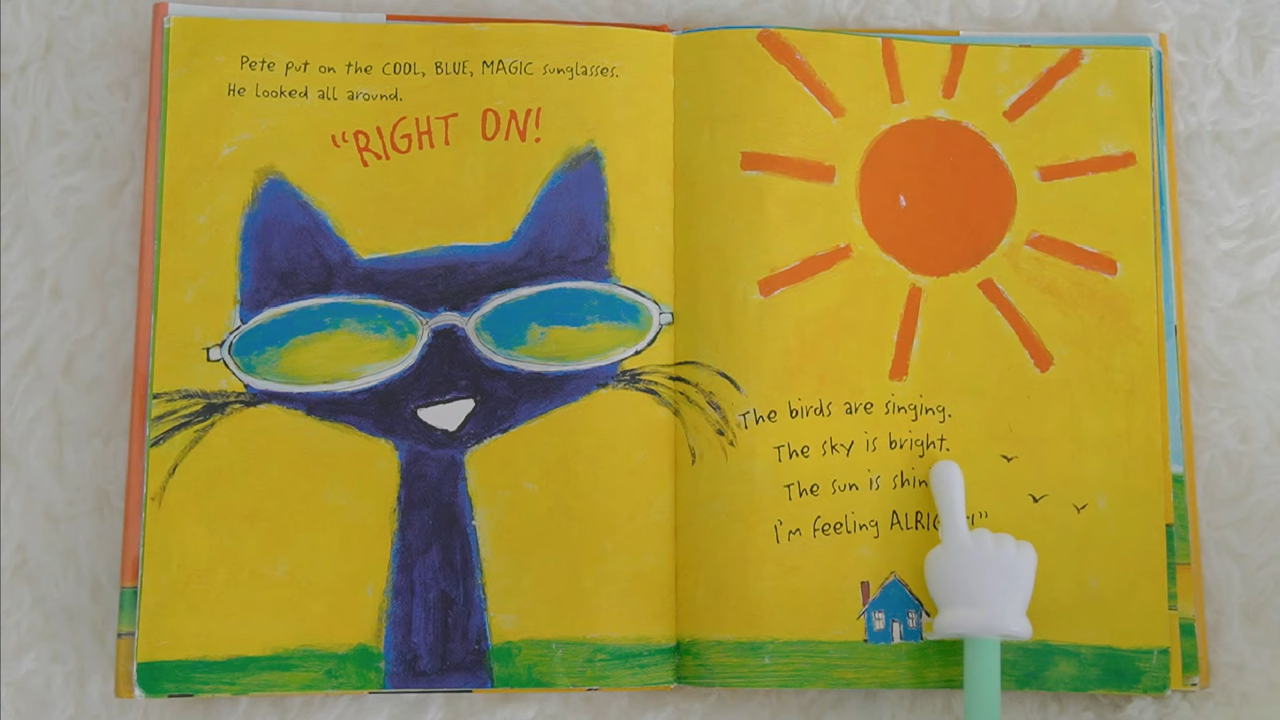 Pete put on the COOL, BLUE, MAGIC sunglasses.
He looked all around.
"RIGHT ON!
The birds are singing.
The sky is bright.
The sun is
I'm feeling